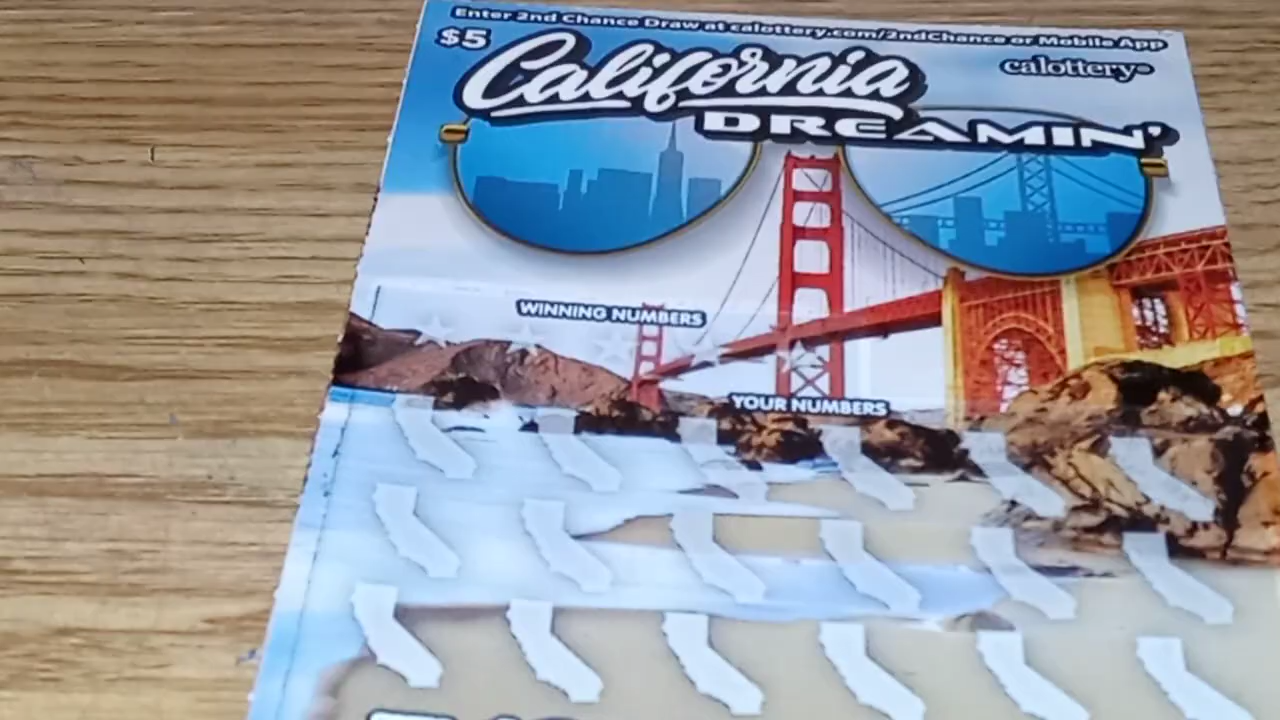 Enter 2nd Chance Draw at calottery.com/2ndChance or Mobile App
$5
calottery
California
DREAMIN'
WINNING NUMBERS
YOUR NUMBERS